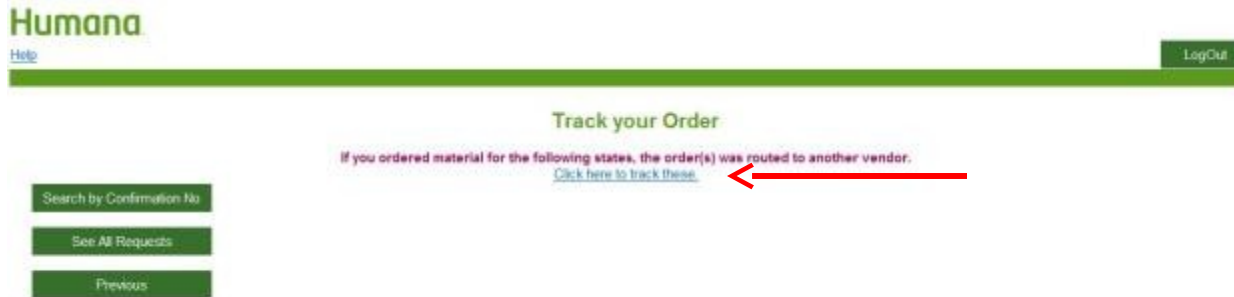 Humana
Help
LogOut
Track your Order
If you ordered material for the following states, the order(s) was routed to another vendor.
Click here to track these.
Search by Confirmation No
See All Requests
Previous